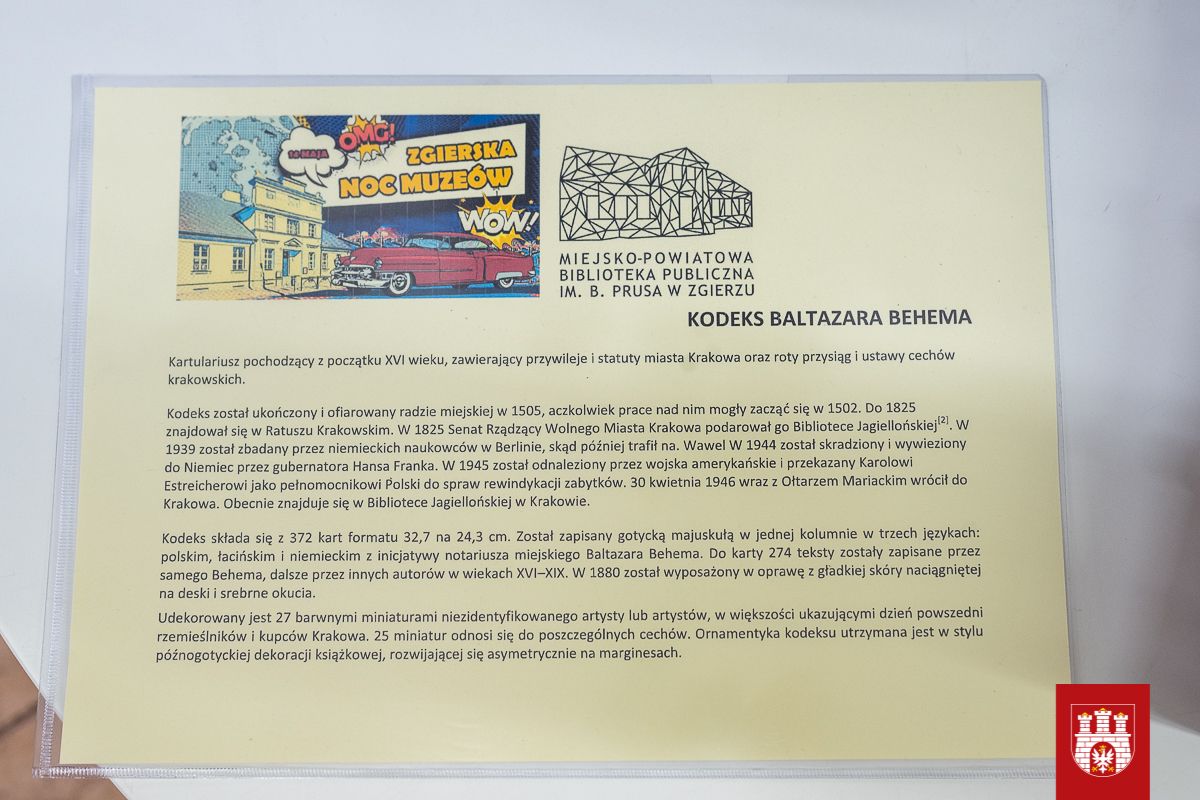 14 MAJA
OMG!
ZGIERSKA
NOC MUZEÓW
WOW!
MIEJSKO-POWIATOWA
BIBLIOTEKA PUBLICZNA
IM. B. PRUSA W ZGIERZU
KODEKS BALTAZARA BEHEMA
Kartulariusz pochodzący z początku XVI wieku, zawierający przywileje i statuty miasta Krakowa oraz roty przysiąg i ustawy cechów
krakowskich.
Kodeks został ukończony i ofiarowany radzie miejskiej w 1505, aczkolwiek prace nad nim mogły zacząć się w 1502. Do 1825
znajdował się w Ratuszu Krakowskim. W 1825 Senat Rządzący Wolnego Miasta Krakowa podarował go Bibliotece Jagiellońskiej[2]. W
1939 został zbadany przez niemieckich naukowców w Berlinie, skąd później trafił na. Wawel W 1944 został skradziony i wywieziony
do Niemiec przez gubernatora Hansa Franka. W 1945 został odnaleziony przez wojska amerykańskie i przekazany Karolowi
Estreicherowi jako pełnomocnikowi Polski do spraw rewindykacji zabytków. 30 kwietnia 1946 wraz z Ołtarzem Mariackim wrócił do
Krakowa. Obecnie znajduje się w Bibliotece Jagiellońskiej w Krakowie.
Kodeks składa się z 372 kart formatu 32,7 na 24,3 cm. Został zapisany gotycką majuskułą w jednej kolumnie w trzech językach:
polskim, łacińskim i niemieckim z inicjatywy notariusza miejskiego Baltazara Behema. Do karty 274 teksty zostały zapisane przez
samego Behema, dalsze przez innych autorów w wiekach XVI–XIX. W 1880 został wyposażony w oprawę z gładkiej skóry naciągniętej
na deski i srebrne okucia.
Udekorowany jest 27 barwnymi miniaturami niezidentyfikowanego artysty lub artystów, w większości ukazującymi dzień powszedni
rzemieślników i kupców Krakowa. 25 miniatur odnosi się do poszczególnych cechów. Ornamentyka kodeksu utrzymana jest w stylu
późnogotyckiej dekoracji książkowej, rozwijającej się asymetrycznie na marginesach.